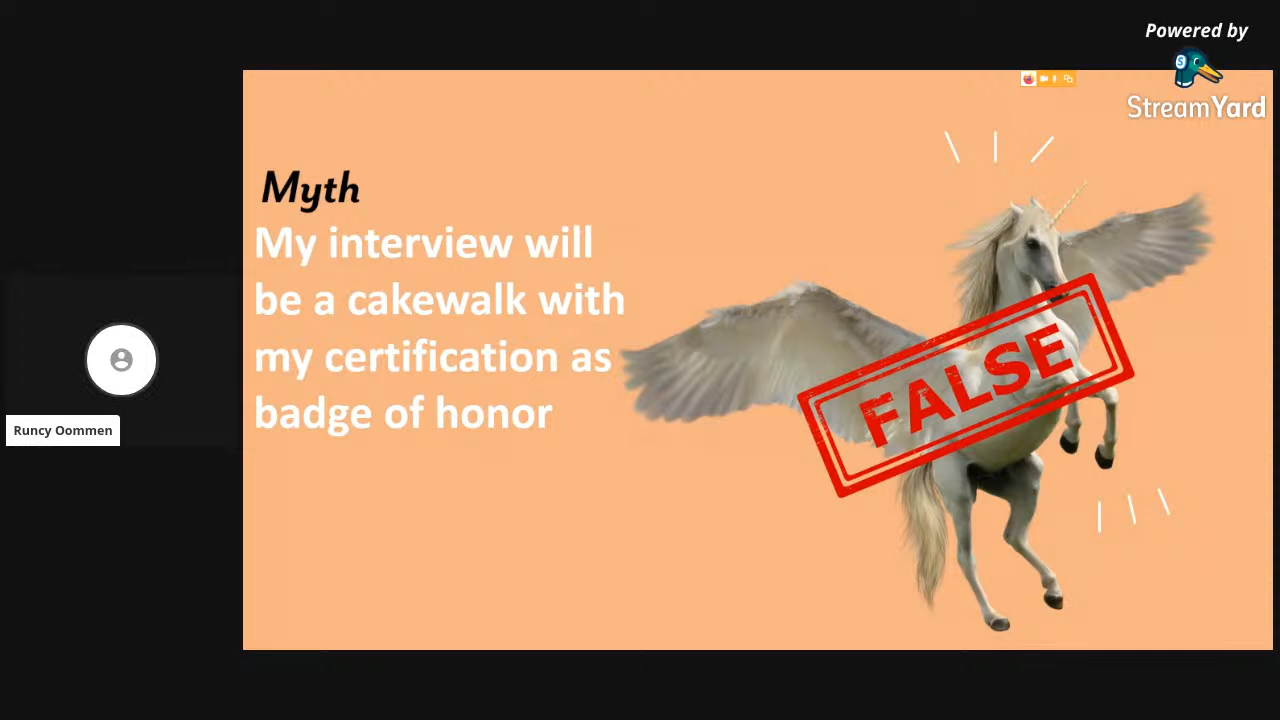 Powered by
StreamYard
Myth
My interview will
be a cakewalk with
my certification as
badge of honor
FALSE
Runcy Oommen